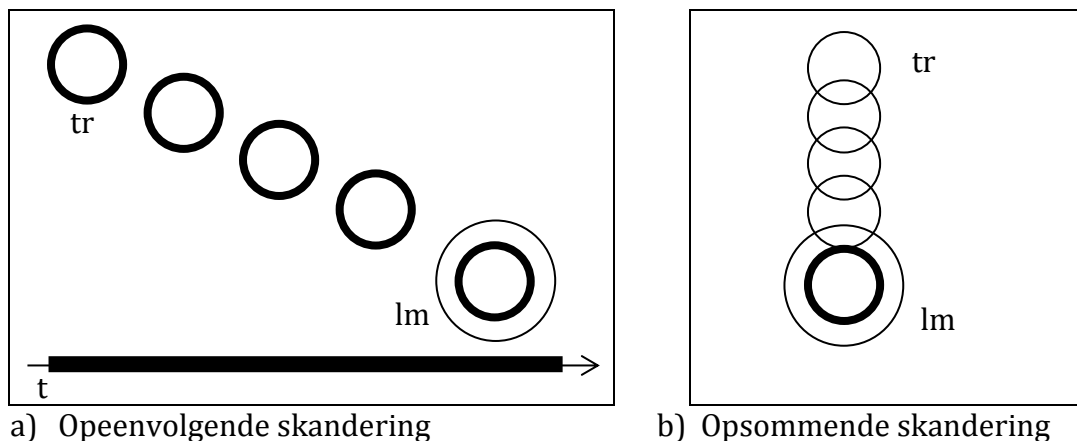 tr
lm
t
a) Opeenvolgende skandering
tr
lm
b) Opsommende skandering